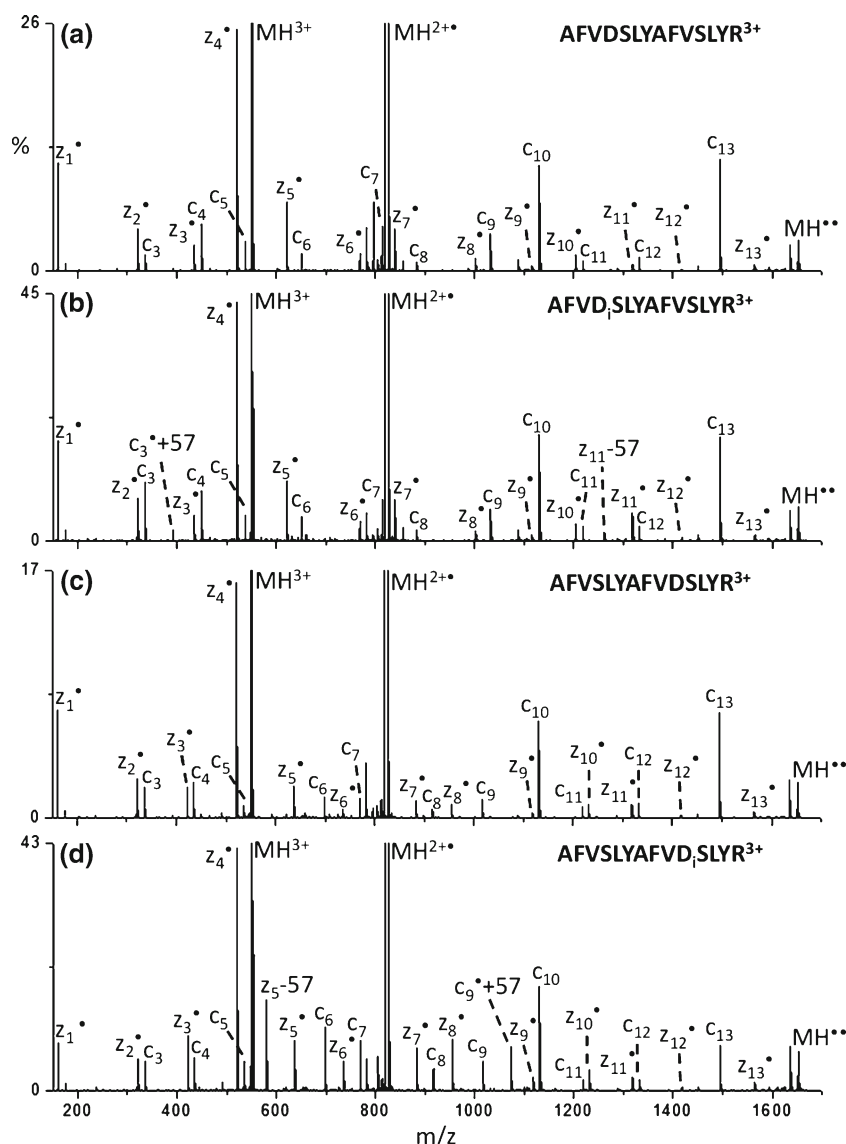 26
(a)
z4•
MH3+
MH2+•
AFVDSLYAFVSLYR3+
%
z1•
z2•
c3
z3•
c4
c5
z5•
c6
z6•
c7
z7•
c8
z8•
c9
z9•
c10
z10•
c11
z11•
c12
z12•
c13
z13•
MH••
0
45
(b)
z4•
MH3+
MH2+•
AFVDiSLYAFVSLYR3+
z1•
z2•
c3
c3•+57
z3•
c4
c5
z5•
c6
z6•
c7
z7•
c8
z8•
c9
z9•
c10
z10•
c11
z11-57
z11•
c12
z12•
c13
z13•
MH••
0
17
(c)
z4•
MH3+
MH2+•
AFVSLYAFVDSLYR3+
z1•
z2•
c3
z3•
c4
c5
z5•
c6
z6•
c7
z7•
c8
z8•
c9
z9•
c10
c11
z10•
z11•
c12
z12•
c13
z13•
MH••
0
43
(d)
z4•
MH3+
MH2+•
AFVSLYAFVDiSLYR3+
z1•
z2•
c3
z3•
c4
c5
z5-57
z5•
c6
z6•
c7
z7•
c8
z8•
c9
c9•+57
z9•
c10
c11
z10•
z11•
c12
z12•
c13
z13•
MH••
0
200 400 600 800 1000 1200 1400 1600
m/z